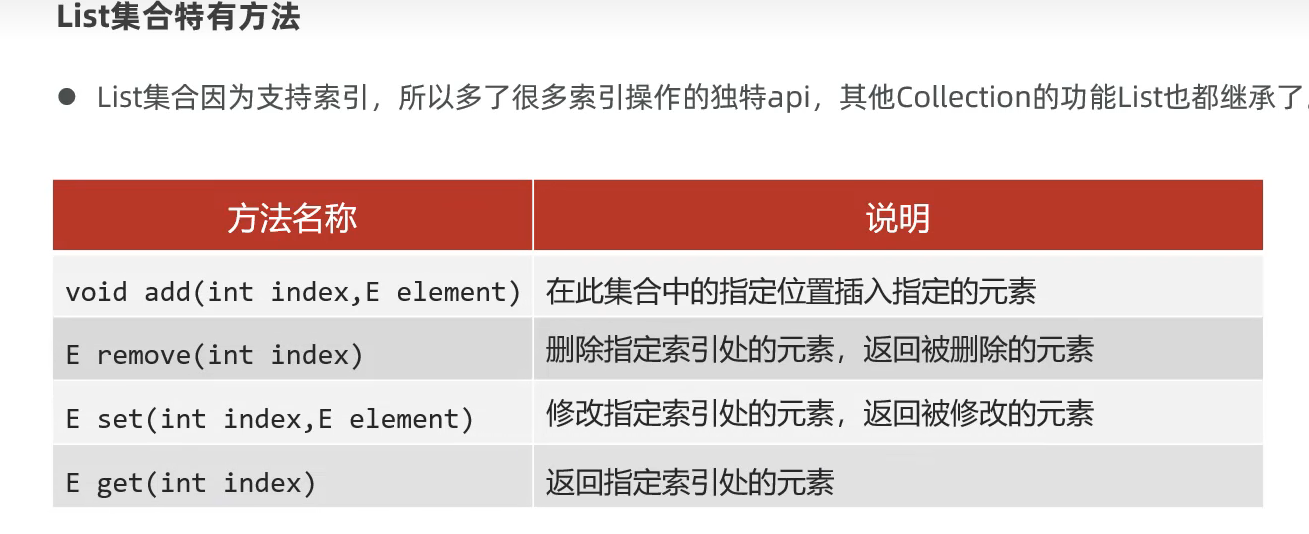 List集合特有方法
● List集合因为支持索引，所以多了很多索引操作的独特api，其他Collection的功能List也都继承了
方法名称 说明
void add(int index,E element) 在此集合中的指定位置插入指定的元素
E remove(int index) 删除指定索引处的元素，返回被删除的元素
E set(int index,E element) 修改指定索引处的元素，返回被修改的元素
E get(int index) 返回指定索引处的元素